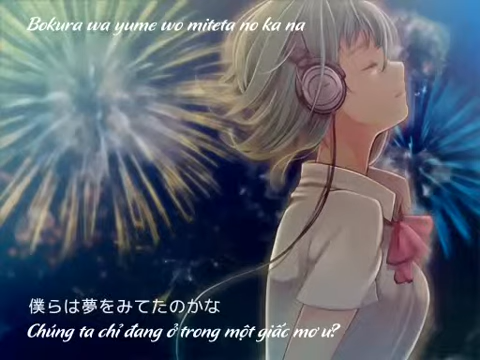 Bokura wa yume wo miteta no ka na
僕らは夢をみてたのかな
Chúng ta chỉ đang ở trong một giấc mơ ư?